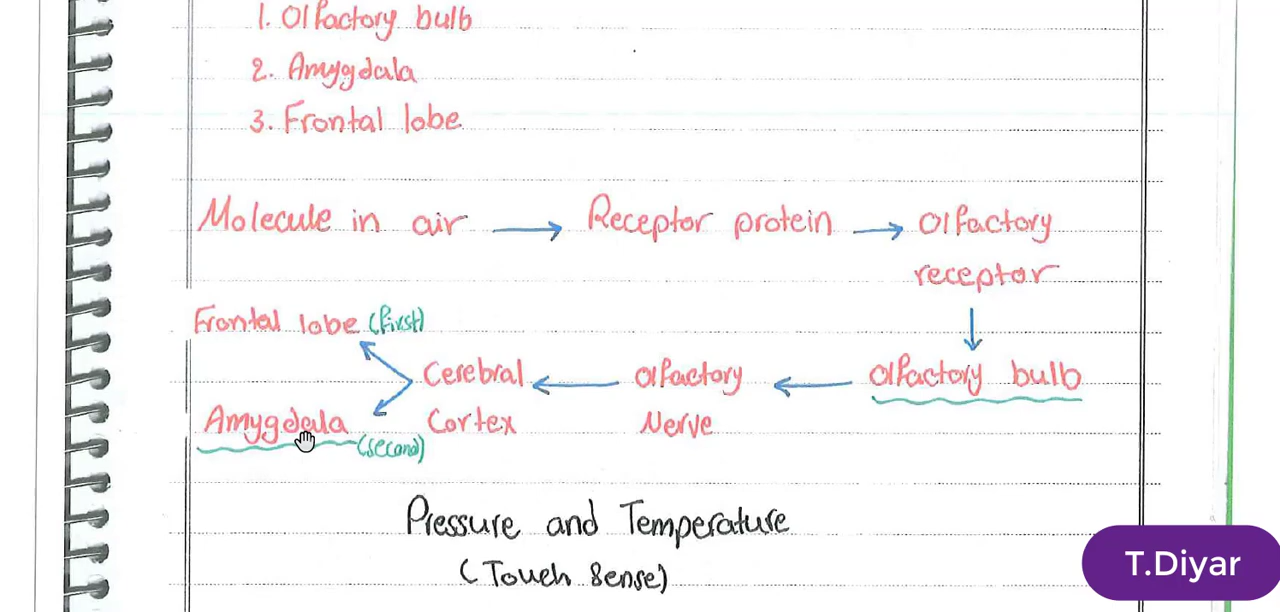 1. Olfactory bulb
2. Amygdala
3. Frontal lobe
Molecule in air → Receptor protein → Olfactory
receptor
Frontal lobe (first)
Cerebral ← Olfactory ← Olfactory bulb
Amygdala Cortex Nerve
(second)
Pressure and Temperature
(Touch Sense)
T.Diyar